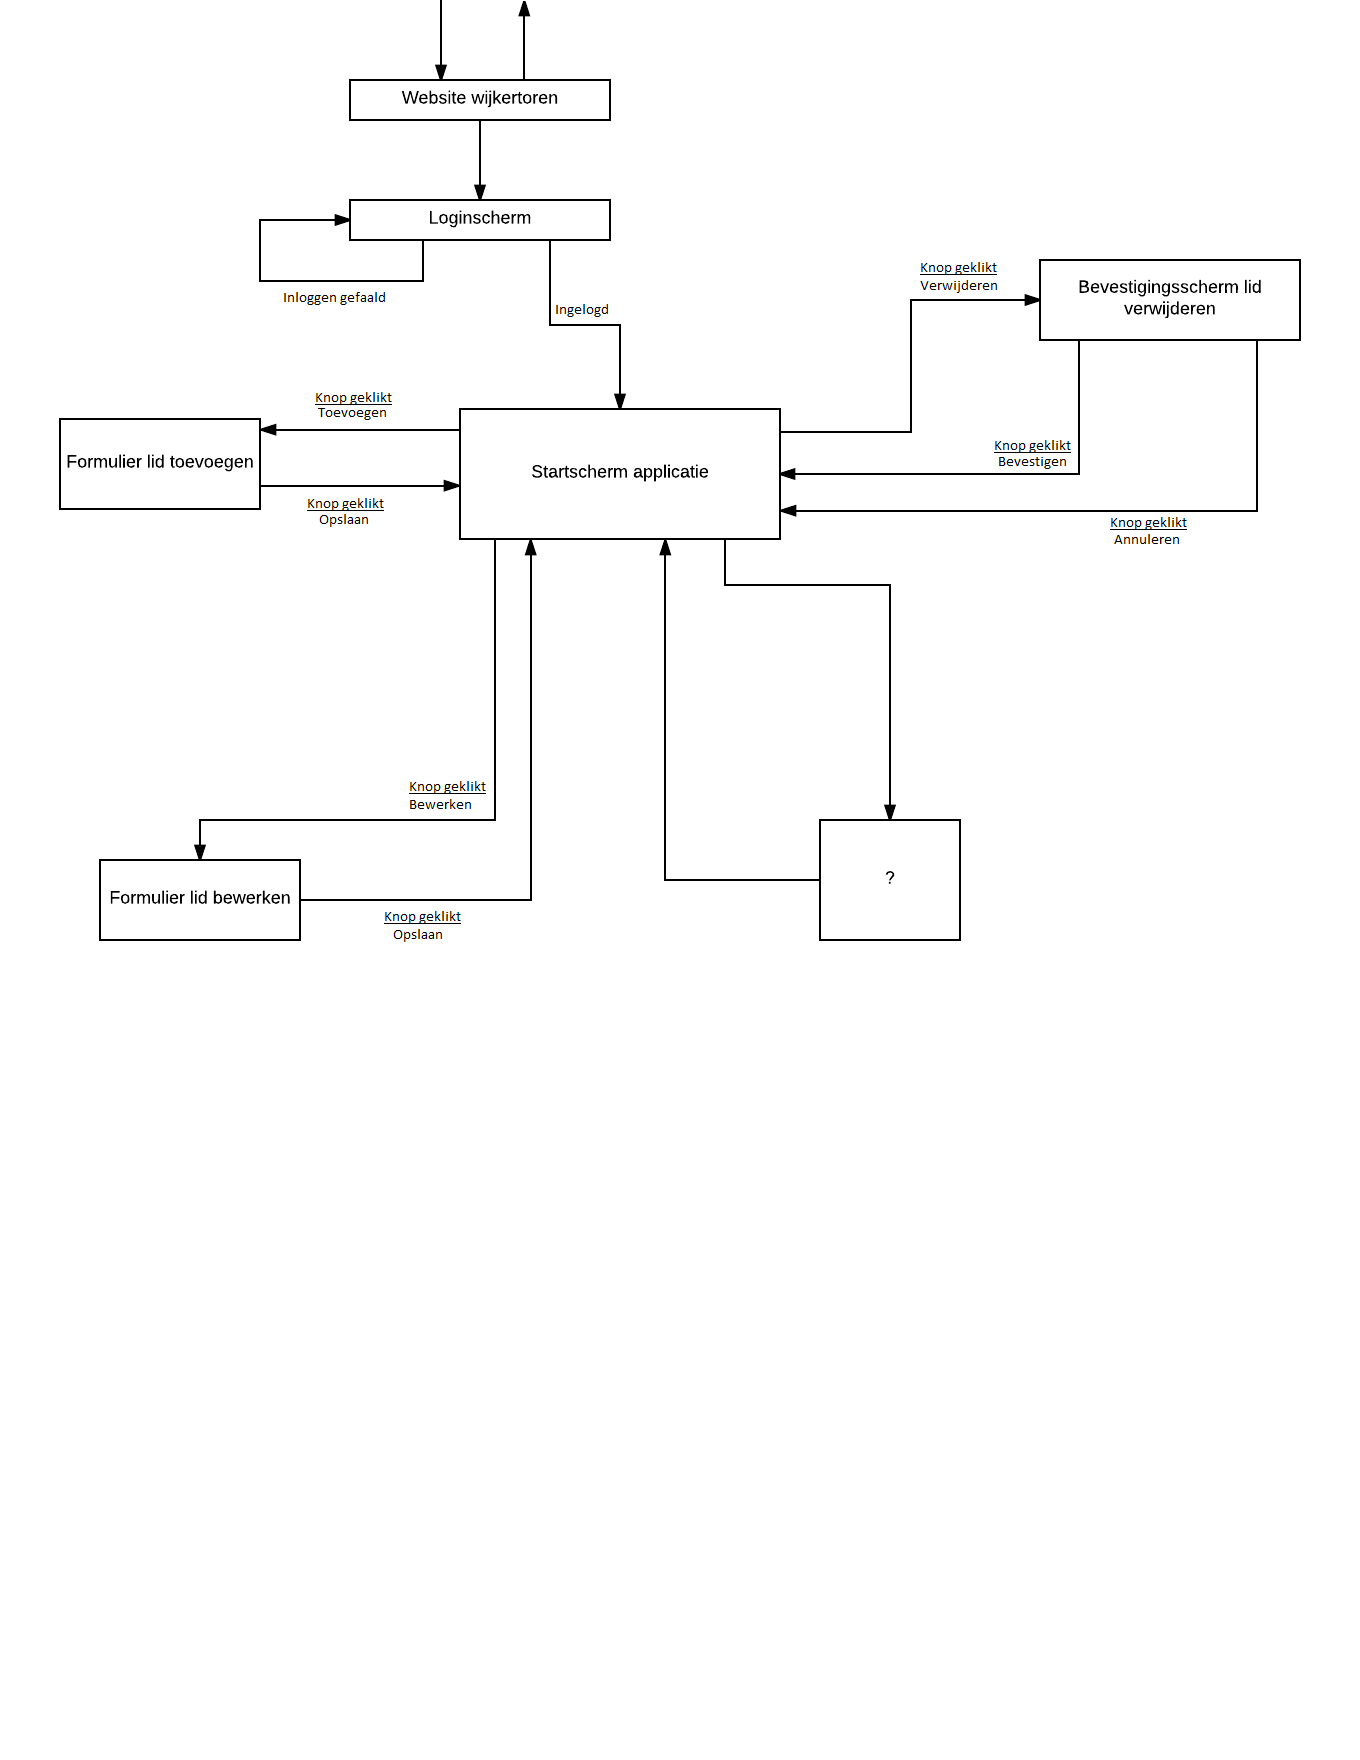 Website wijkertoren
Loginscherm
Inloggen gefaald
Ingelogd
Knop geklikt
Verwijderen
Bevestigingsscherm lid
verwijderen
Knop geklikt
Toevoegen
Formulier lid toevoegen
Knop geklikt
Opslaan
Startscherm applicatie
Knop geklikt
Bevestigen
Knop geklikt
Annuleren
Knop geklikt
Bewerken
Formulier lid bewerken
Knop geklikt
Opslaan
?